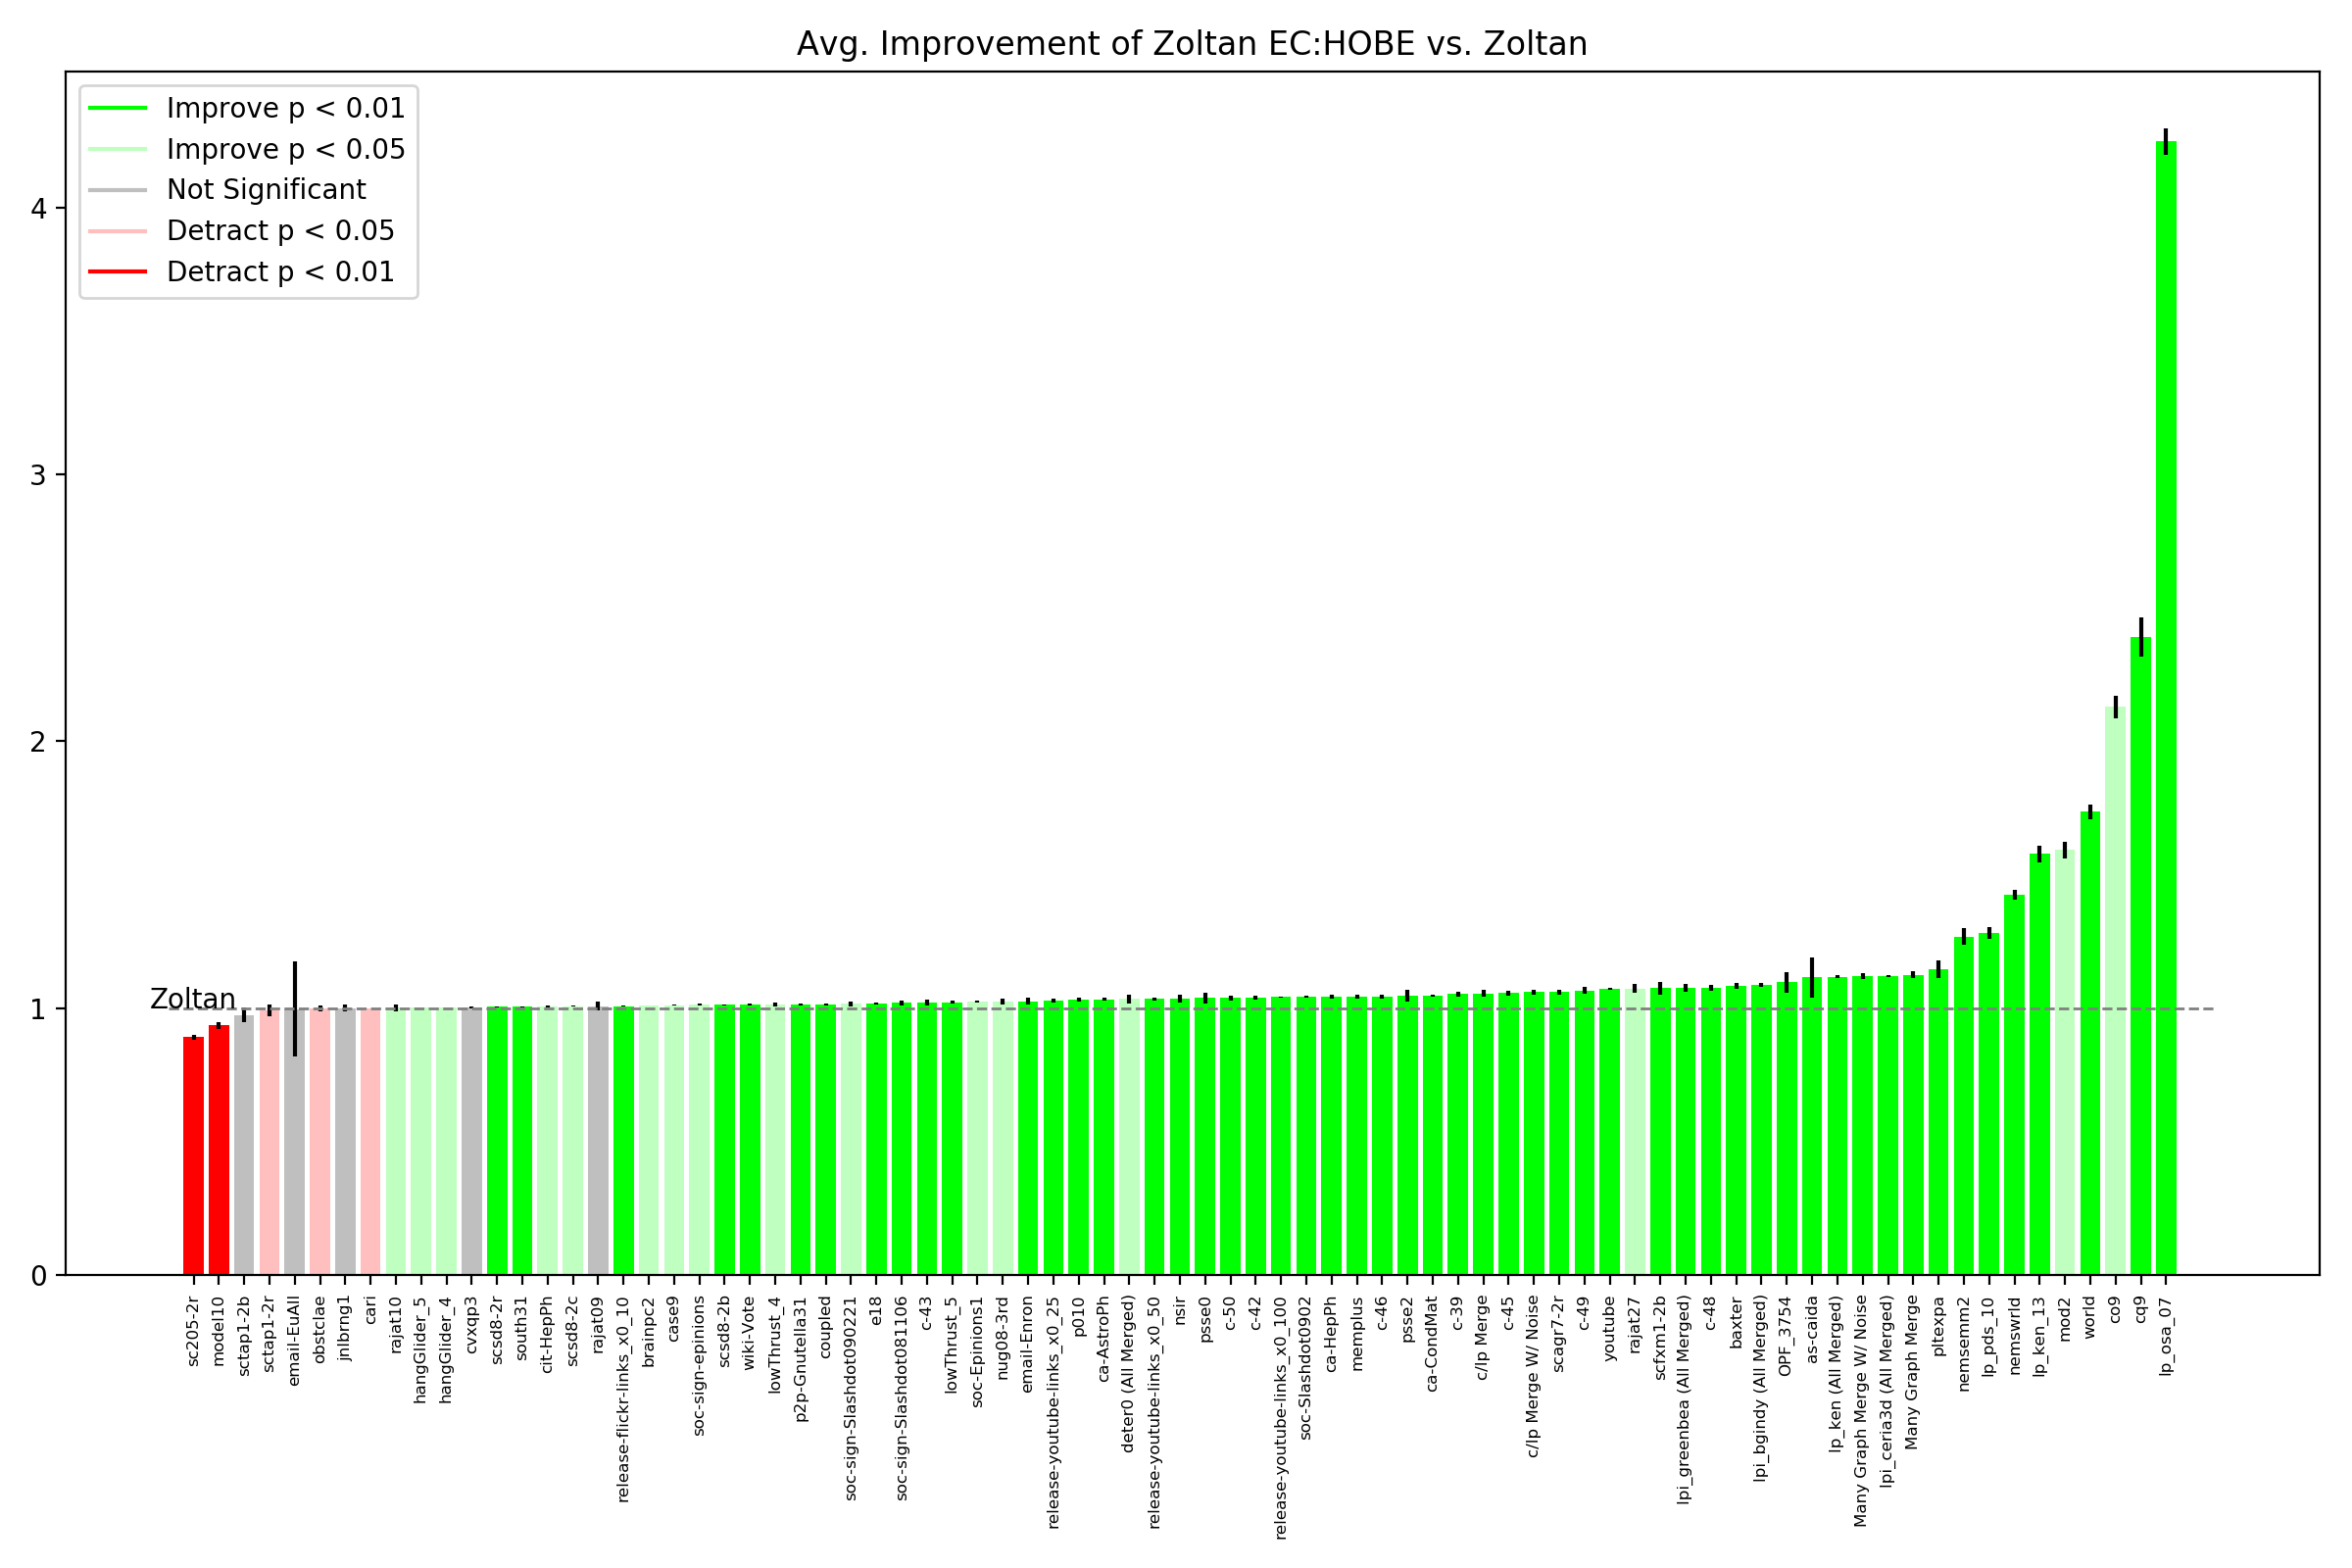 Avg. Improvement of Zoltan EC:HOBE vs. Zoltan
Improve p < 0.01
Improve p < 0.05
Not Significant
Detract p < 0.05
Detract p < 0.01
4
3
2
1
0
Zoltan
sc205-2r
model10
sctap1-2b
sctap1-2r
email-EuAll
obstclae
jnlbrng1
cari
rajat10
hangGlider_5
hangGlider_4
cvxqp3
scsd8-2r
south31
cit-HepPh
scsd8-2c
rajat09
release-flickr-links_x0_10
brainpc2
case9
soc-sign-epinions
scsd8-2b
wiki-Vote
lowThrust_4
p2p-Gnutella31
coupled
soc-sign-Slashdot090221
e18
soc-sign-Slashdot081106
c-43
lowThrust_5
soc-Epinions1
nug08-3rd
email-Enron
release-youtube-links_x0_25
p010
ca-AstroPh
deter0 (All Merged)
release-youtube-links_x0_50
nsir
psse0
c-50
c-42
release-youtube-links_x0_100
soc-Slashdot0902
ca-HepPh
memplus
c-46
psse2
ca-CondMat
c-39
c/lp Merge
c-45
c/lp Merge W/ Noise
scagr7-2r
c-49
youtube
rajat27
scfxm1-2b
lpi_greenbea (All Merged)
c-48
baxter
lpi_bgindy (All Merged)
OPF_3754
as-caida
lp_ken (All Merged)
Many Graph Merge W/ Noise
lpi_ceria3d (All Merged)
Many Graph Merge
pltexpa
nemsemm2
lp_pds_10
nemswrld
lp_ken_13
mod2
world
co9
cq9
lp_osa_07